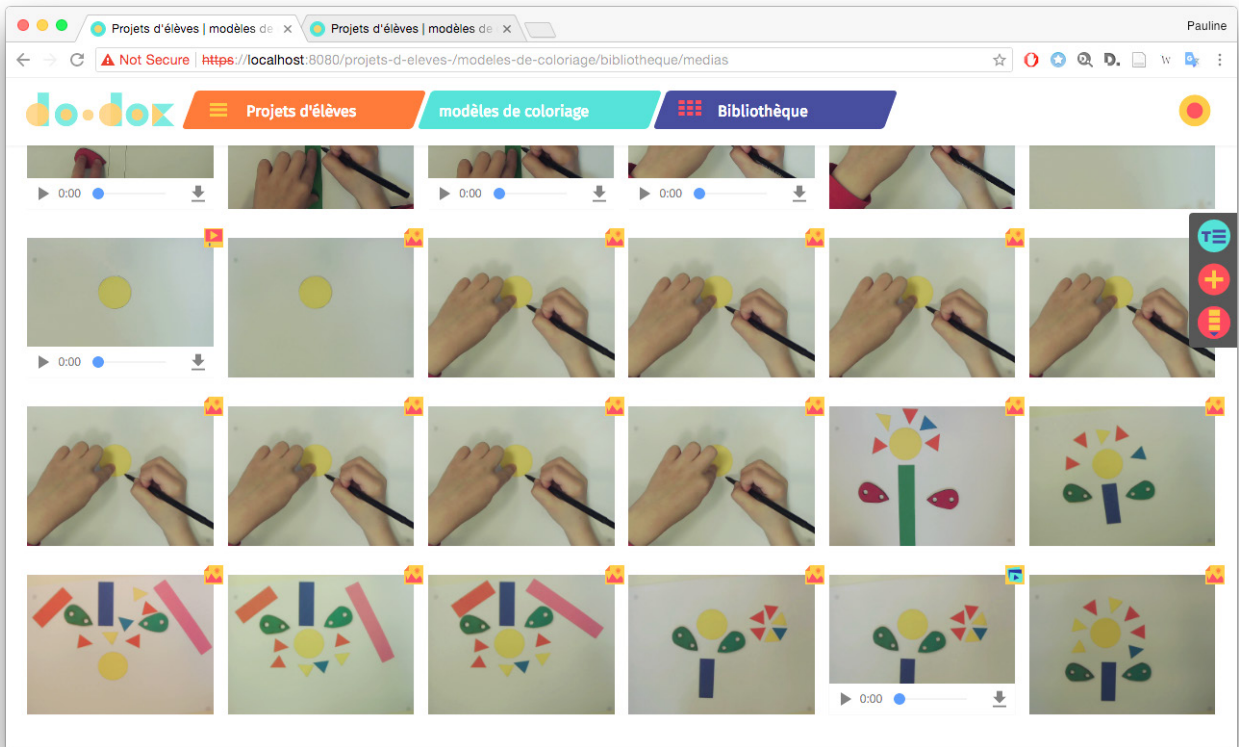 Projets d'élèves | modèles de
Projets d'élèves | modèles de
Pauline
Not Secure | https://localhost:8080/projets-d-eleves-/modeles-de-coloriage/bibliotheque/medias
D.
W
do•doc
Projets d'élèves
modèles de coloriage
Bibliothèque
0:00
0:00
0:00
T
0:00
0:00